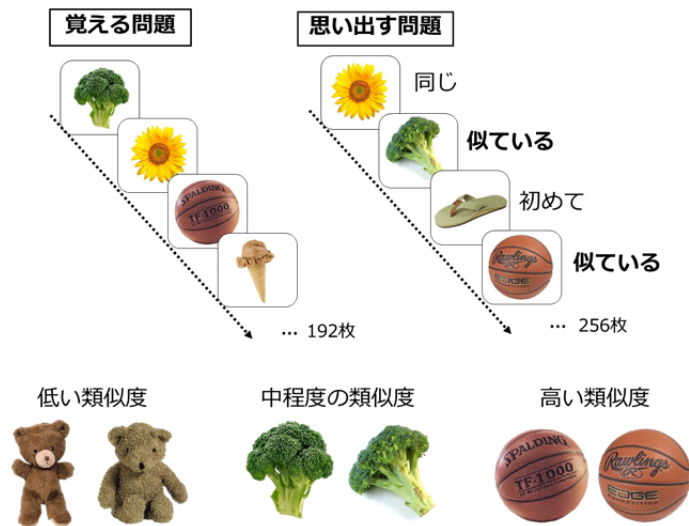 覚える問題
思い出す問題
同じ
似ている
初めて
似ている
SPALDING
TF-1000
Rawlings
EDGE
… 192枚
… 256枚
低い類似度
中程度の類似度
高い類似度
SPALDING
TF-1000
Rawlings
EDGE